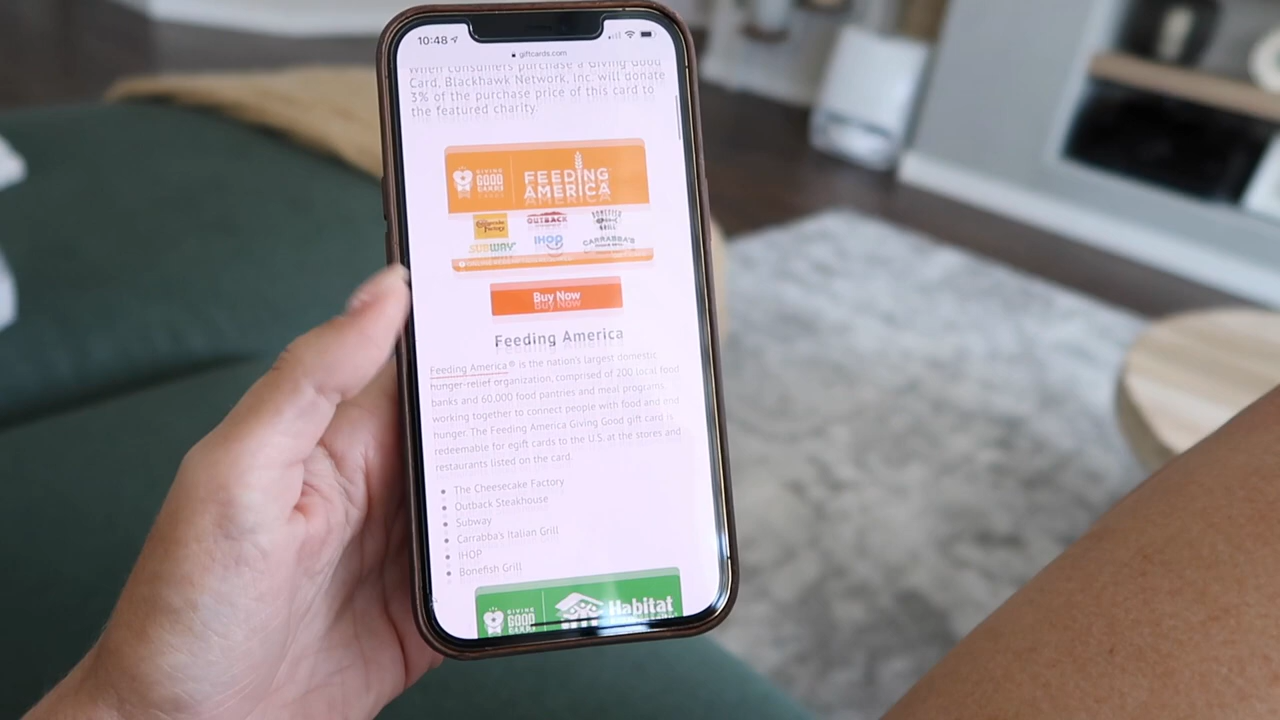 10:48
giftcards.com
When consumers purchase a Giving Good
Card, Blackhawk Network, Inc. will donate
3% of the purchase price of this card to
the featured charity.
GIVING
GOOD
FEEDING
AMERICA
Cheesecake
Factory
OUTBACK
BONEFISH
GRILL
SUBWAY
IHOP
CARRABBA'S
Buy Now
Feeding America
Feeding America® is the nation's largest domestic
hunger-relief organization, comprised of 200 local food
banks and 60,000 food pantries and meal programs,
working together to connect people with food and end
hunger. The Feeding America Giving Good gift card is
redeemable for egift cards to the U.S. at the stores and
restaurants listed on the card.
The Cheesecake Factory
Outback Steakhouse
Subway
Carrabba's Italian Grill
IHOP
Bonefish Grill
GIVING
GOOD
Habitat